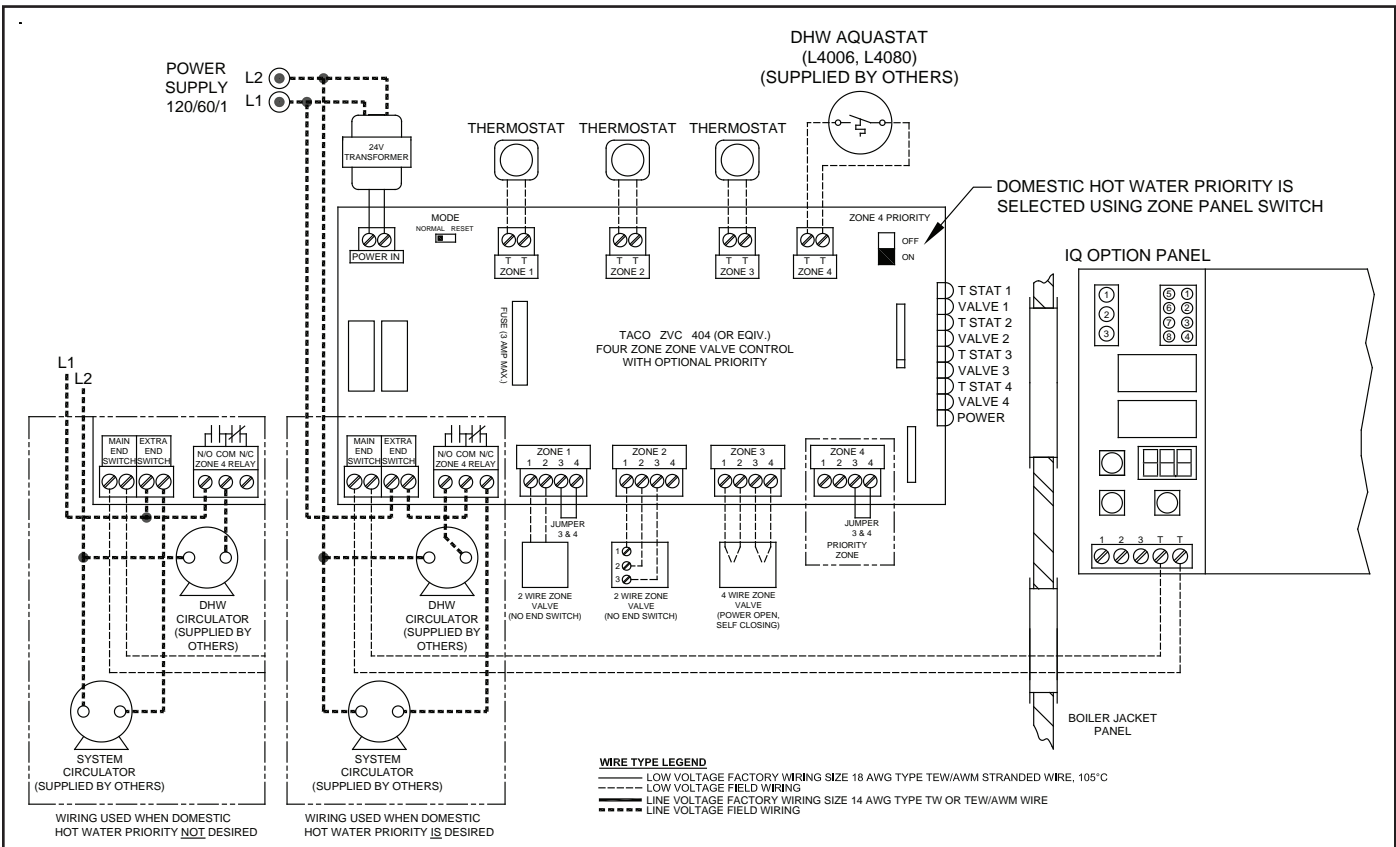 DHW AQUASTAT
(L4006, L4080)
(SUPPLIED BY OTHERS)
POWER
SUPPLY
120/60/1
L2
L1
24V
TRANSFORMER
THERMOSTAT
THERMOSTAT
THERMOSTAT
DOMESTIC HOT WATER PRIORITY IS
SELECTED USING ZONE PANEL SWITCH
MODE
NORMAL RESET
POWER IN
T T
ZONE 1
T T
ZONE 2
T T
ZONE 3
T T
ZONE 4
ZONE 4 PRIORITY
OFF
ON
IQ OPTION PANEL
1
2
3
5 1
6 2
7 3
8 4
1 2 3 T T
FUSE (3 AMP MAX.)
TACO ZVC 404 (OR EQIV.)
FOUR ZONE ZONE VALVE CONTROL
WITH OPTIONAL PRIORITY
T STAT 1
VALVE 1
T STAT 2
VALVE 2
T STAT 3
VALVE 3
T STAT 4
VALVE 4
POWER
L1
L2
MAIN
END
SWITCH
EXTRA
END
SWITCH
N/O COM N/C
ZONE 4 RELAY
DHW
CIRCULATOR
(SUPPLIED BY
OTHERS)
SYSTEM
CIRCULATOR
(SUPPLIED BY OTHERS)
WIRING USED WHEN DOMESTIC
HOT WATER PRIORITY NOT DESIRED
MAIN
END
SWITCH
EXTRA
END
SWITCH
N/O COM N/C
ZONE 4 RELAY
DHW
CIRCULATOR
(SUPPLIED BY
OTHERS)
SYSTEM
CIRCULATOR
(SUPPLIED BY OTHERS)
WIRING USED WHEN DOMESTIC
HOT WATER PRIORITY IS DESIRED
ZONE 1
1 2 3 4
JUMPER
3 & 4
2 WIRE ZONE
VALVE
(NO END SWITCH)
ZONE 2
1 2 3 4
1
2
3
2 WIRE ZONE
VALVE
(NO END SWITCH)
ZONE 3
1 2 3 4
4 WIRE ZONE
VALVE
(POWER OPEN,
SELF CLOSING)
ZONE 4
1 2 3 4
JUMPER
3 & 4
PRIORITY
ZONE
BOILER JACKET
PANEL
WIRE TYPE LEGEND
LOW VOLTAGE FACTORY WIRING SIZE 18 AWG TYPE TEW/AWM STRANDED WIRE, 105°C
LOW VOLTAGE FIELD WIRING
LINE VOLTAGE FACTORY WIRING SIZE 14 AWG TYPE TW OR TEW/AWM WIRE
LINE VOLTAGE FIELD WIRING